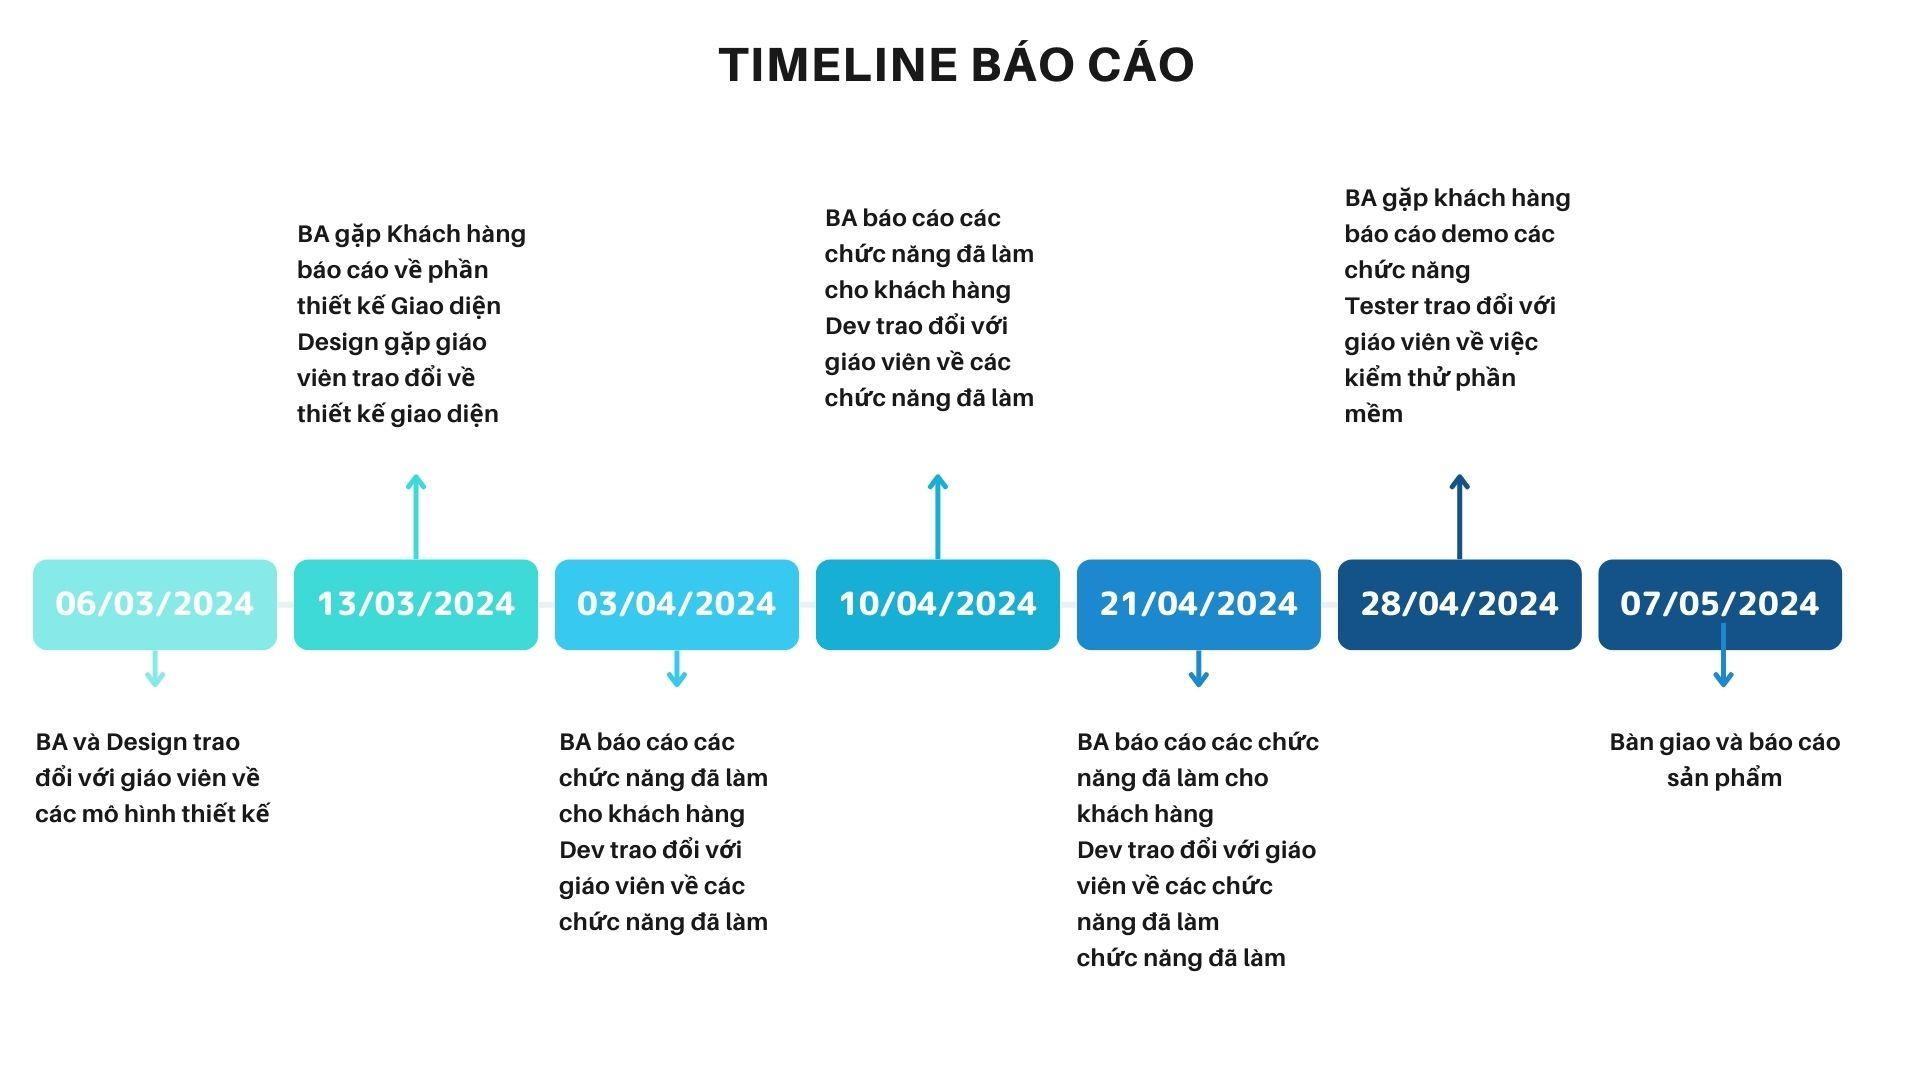 TIMELINE BÁO CÁO
BA gặp Khách hàng
báo cáo về phần
thiết kế Giao diện
Design gặp giáo
viên trao đổi về
thiết kế giao diện
BA báo cáo các
chức năng đã làm
cho khách hàng
Dev trao đổi với
giáo viên về các
chức năng đã làm
BA gặp khách hàng
báo cáo demo các
chức năng
Tester trao đổi với
giáo viên về việc
kiểm thử phần
mềm
06/03/2024
13/03/2024
03/04/2024
10/04/2024
21/04/2024
28/04/2024
07/05/2024
BA và Design trao
đổi với giáo viên về
các mô hình thiết kế
BA báo cáo các
chức năng đã làm
cho khách hàng
Dev trao đổi với
giáo viên về các
chức năng đã làm
BA báo cáo các chức
năng đã làm cho
khách hàng
Dev trao đổi với giáo
viên về các chức
năng đã làm
chức năng đã làm
Bàn giao và báo cáo
sản phẩm